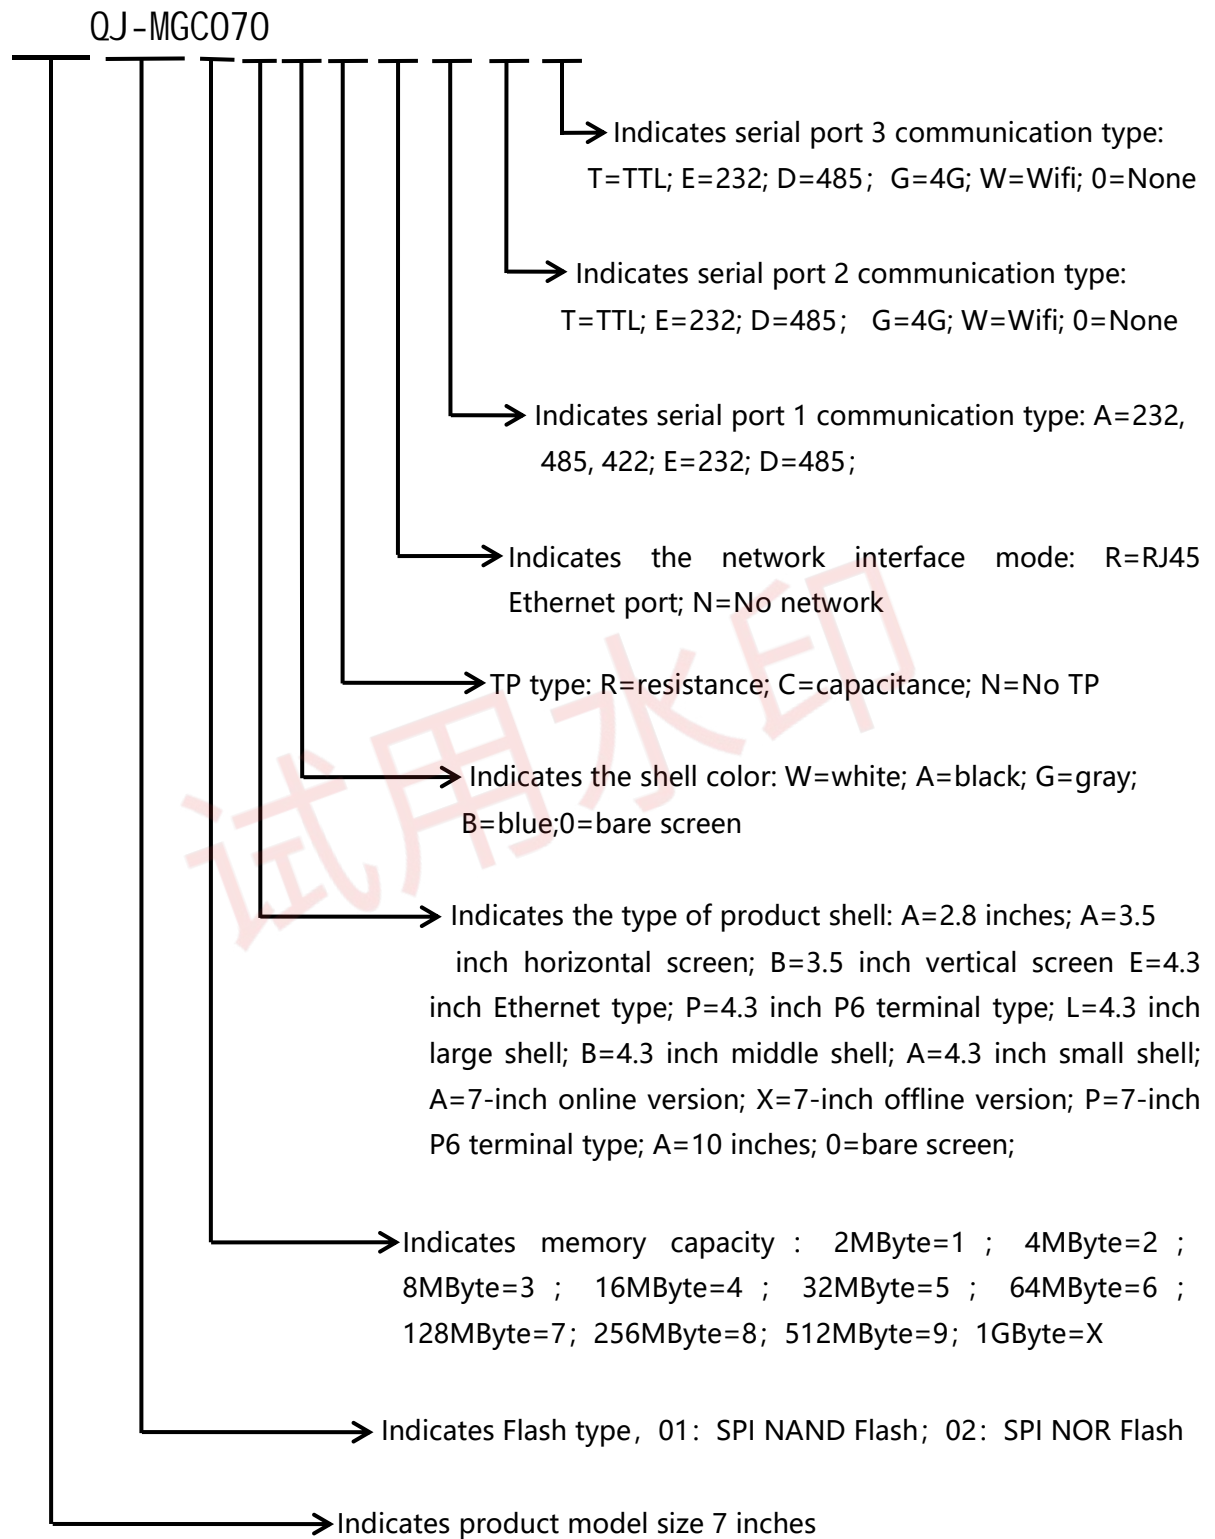 QJ-MGC070
Indicates serial port 3 communication type:
T=TTL; E=232; D=485； G=4G; W=Wifi; 0=None
Indicates serial port 2 communication type:
T=TTL; E=232; D=485； G=4G; W=Wifi; 0=None
Indicates serial port 1 communication type: A=232,
485, 422; E=232; D=485；
Indicates the network interface mode: R=RJ45
Ethernet port; N=No network
TP type: R=resistance; C=capacitance; N=No TP
Indicates the shell color: W=white; A=black; G=gray;
B=blue;0=bare screen
Indicates the type of product shell: A=2.8 inches; A=3.5
inch horizontal screen; B=3.5 inch vertical screen E=4.3
inch Ethernet type; P=4.3 inch P6 terminal type; L=4.3 inch
large shell; B=4.3 inch middle shell; A=4.3 inch small shell;
A=7-inch online version; X=7-inch offline version; P=7-inch
P6 terminal type; A=10 inches; 0=bare screen;
Indicates memory capacity： 2MByte=1； 4MByte=2；
8MByte=3； 16MByte=4； 32MByte=5； 64MByte=6；
128MByte=7；256MByte=8；512MByte=9；1GByte=X
Indicates Flash type，01：SPI NAND Flash；02：SPI NOR Flash
Indicates product model size 7 inches
试用水印